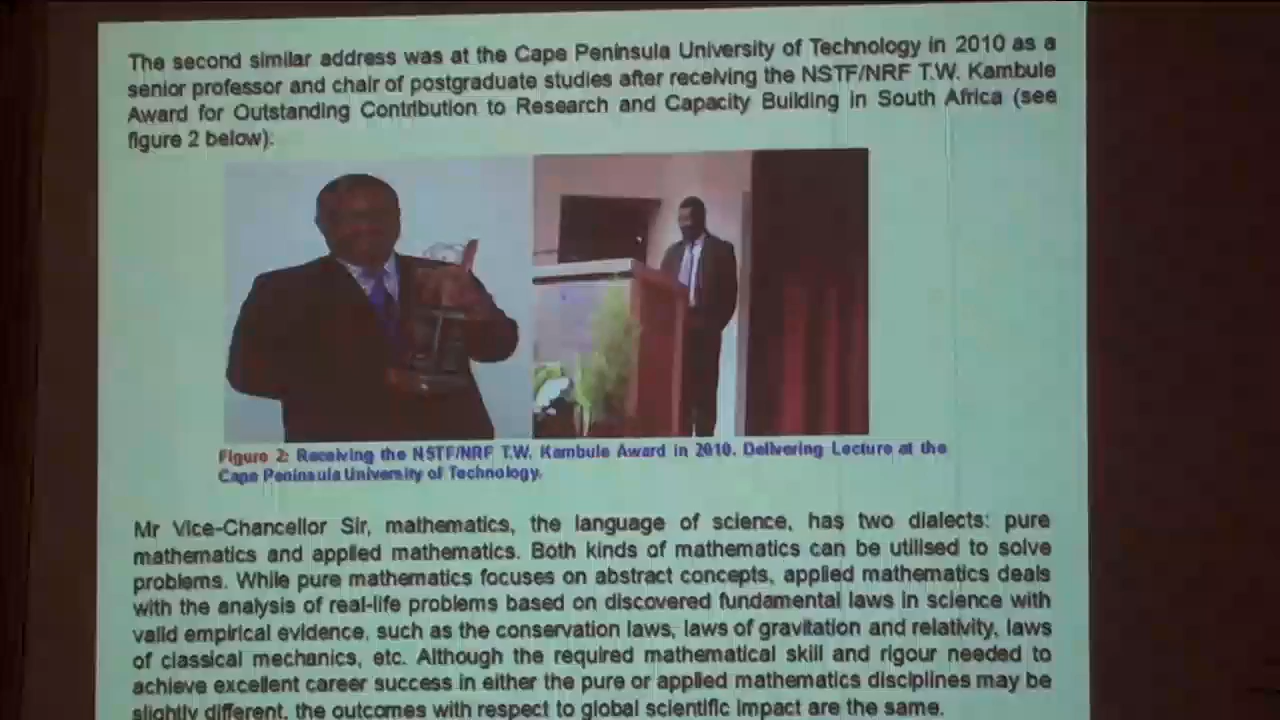 The second similar address was at the Cape Peninsula University of Technology in 2010 as a
senior professor and chair of postgraduate studies after receiving the NSTF/NRF T.W. Kambule
Award for Outstanding Contribution to Research and Capacity Building in South Africa (see
figure 2 below):
Figure 2: Receiving the NSTF/NRF T.W. Kambule Award in 2010. Delivering Lecture at the
Cape Peninsula University of Technology.
Mr Vice-Chancellor Sir, mathematics, the language of science, has two dialects: pure
mathematics and applied mathematics. Both kinds of mathematics can be utilised to solve
problems. While pure mathematics focuses on abstract concepts, applied mathematics deals
with the analysis of real-life problems based on discovered fundamental laws in science with
valid empirical evidence, such as the conservation laws, laws of gravitation and relativity, laws
of classical mechanics, etc. Although the required mathematical skill and rigour needed to
achieve excellent career success in either the pure or applied mathematics disciplines may be
slightly different, the outcomes with respect to global scientific impact are the same.